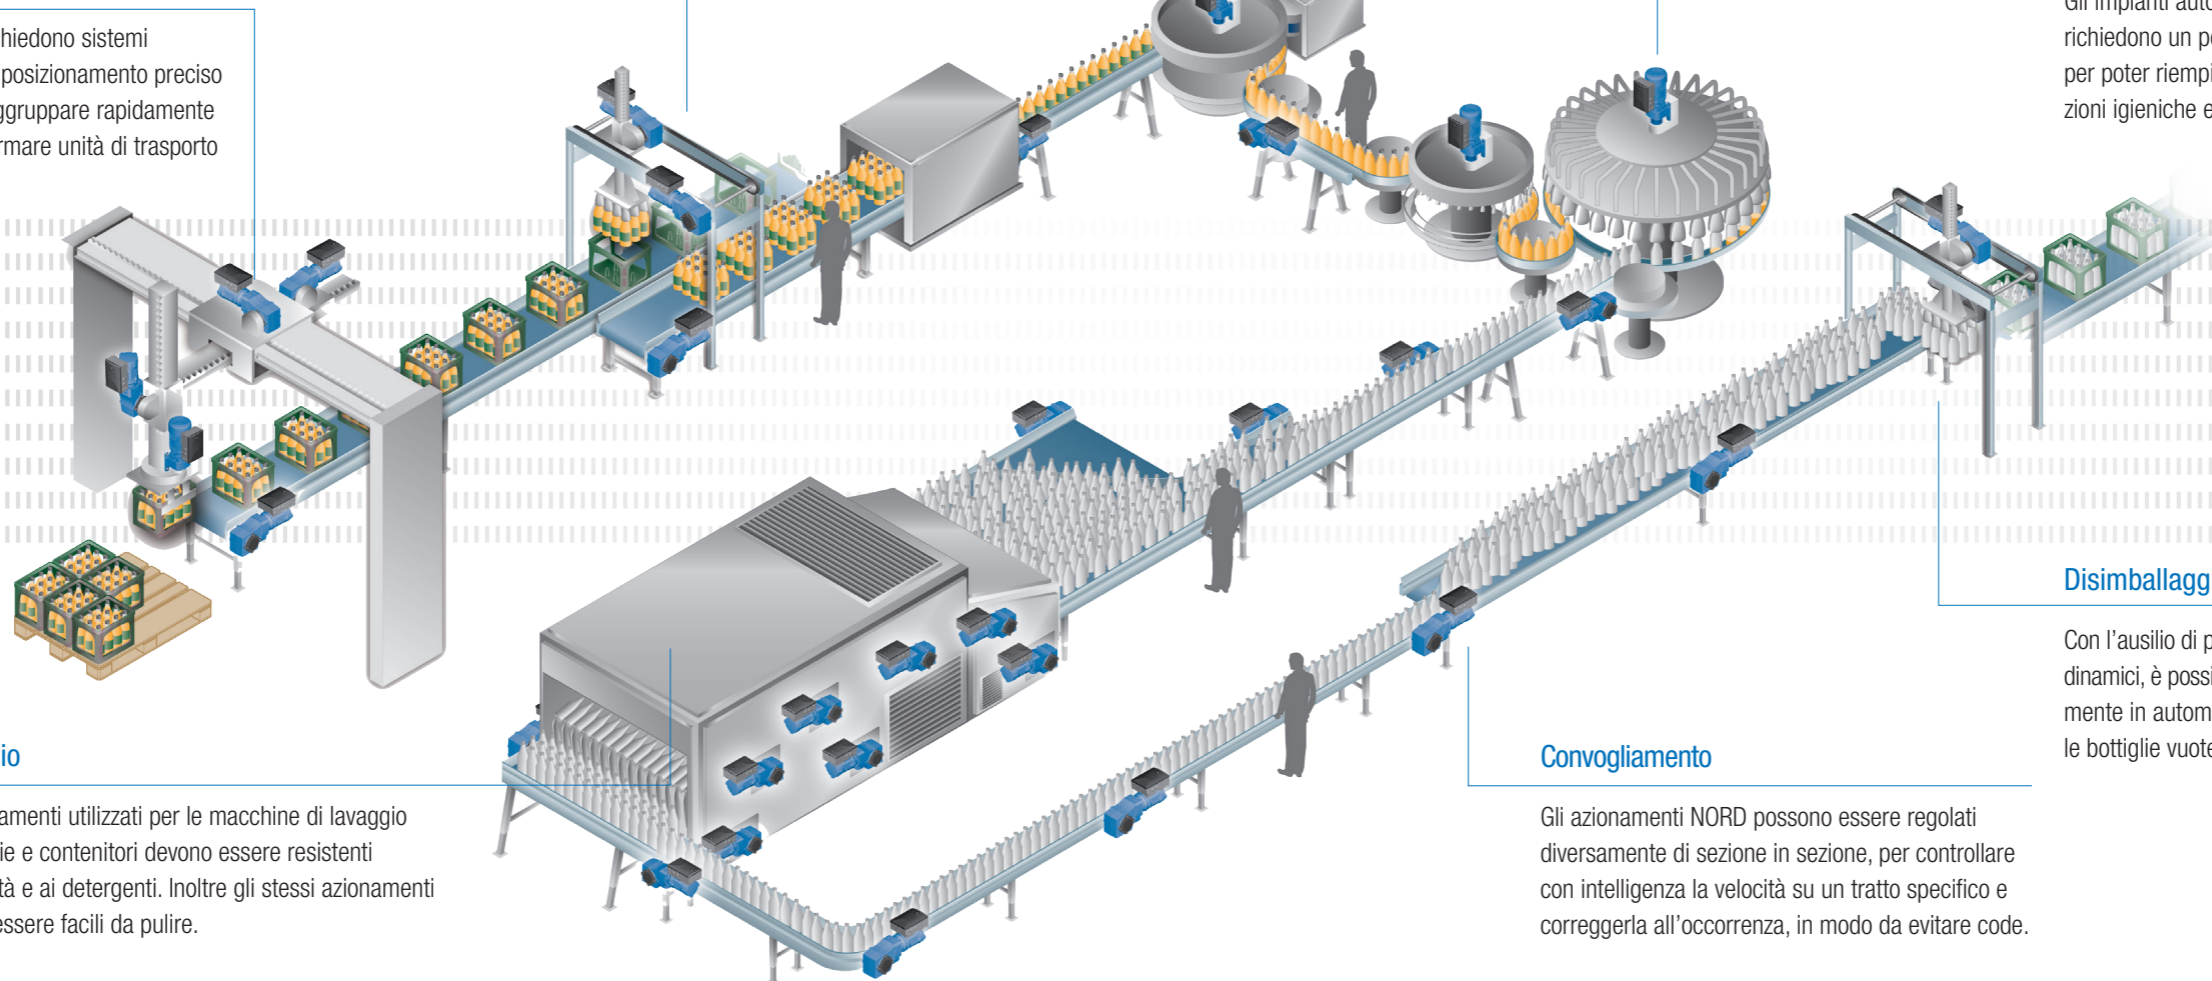 hiedono sistemi
posizionamento preciso
ggruppare rapidamente
rmare unità di trasporto
Gli impianti auto
richiedono un p
per poter riempi
zioni igieniche e
io
amenti utilizzati per le macchine di lavaggio
ie e contenitori devono essere resistenti
tà e ai detergenti. Inoltre gli stessi azionamenti
essere facili da pulire.
Convogliamento
Gli azionamenti NORD possono essere regolati
diversamente di sezione in sezione, per controllare
con intelligenza la velocità su un tratto specifico e
correggerla all’occorrenza, in modo da evitare code.
Disimballagg
Con l’ausilio di p
dinamici, è possi
mente in autom
le bottiglie vuote